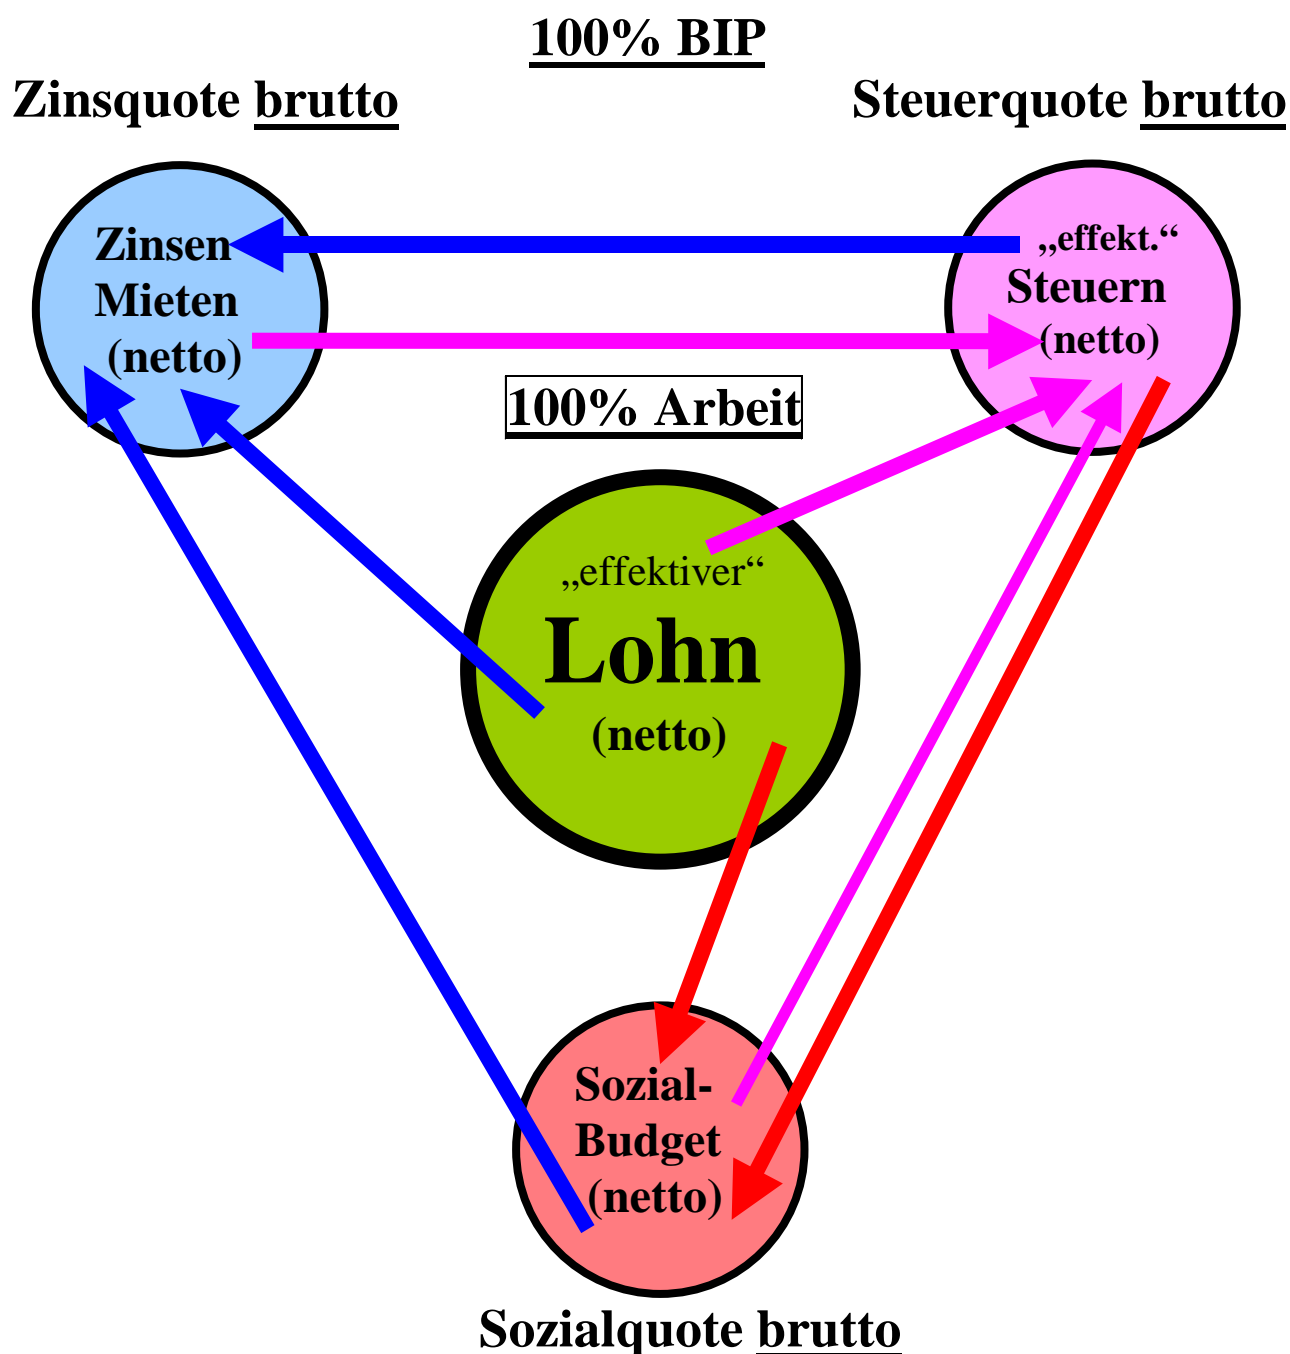 100% BIP
Zinsquote brutto
Steuerquote brutto
Zinsen
Mieten
(netto)
„effekt.“
Steuern
(netto)
100% Arbeit
„effektiver“
Lohn
(netto)
Sozial-
Budget
(netto)
Sozialquote brutto